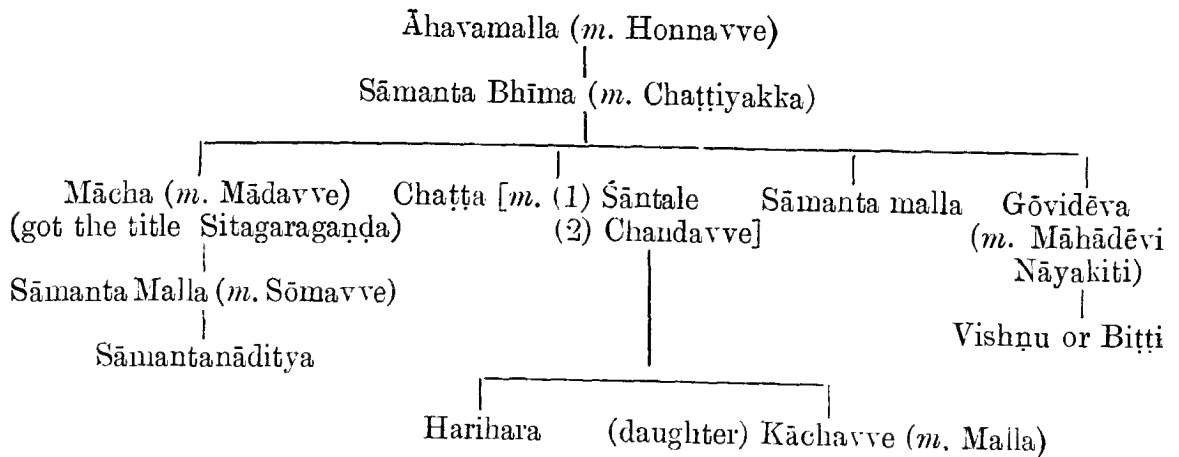 Āhavamalla (m. Honnavve)
Sāmanta Bhīma (m. Chaṭṭiyakka)
Mācha (m. Mādavve) Chaṭṭa [m. (1) Śāntale Sāmanta malla Gōvidēva
(got the title Sitagaragaṇḍa) (2) Chandavve] (m. Māhādēvi
Nāyakiti)
Sāmanta Malla (m. Sōmavve)
Vishṇu or Biṭṭi
Sāmantanāditya
Harihara (daughter) Kāchavve (m. Malla)